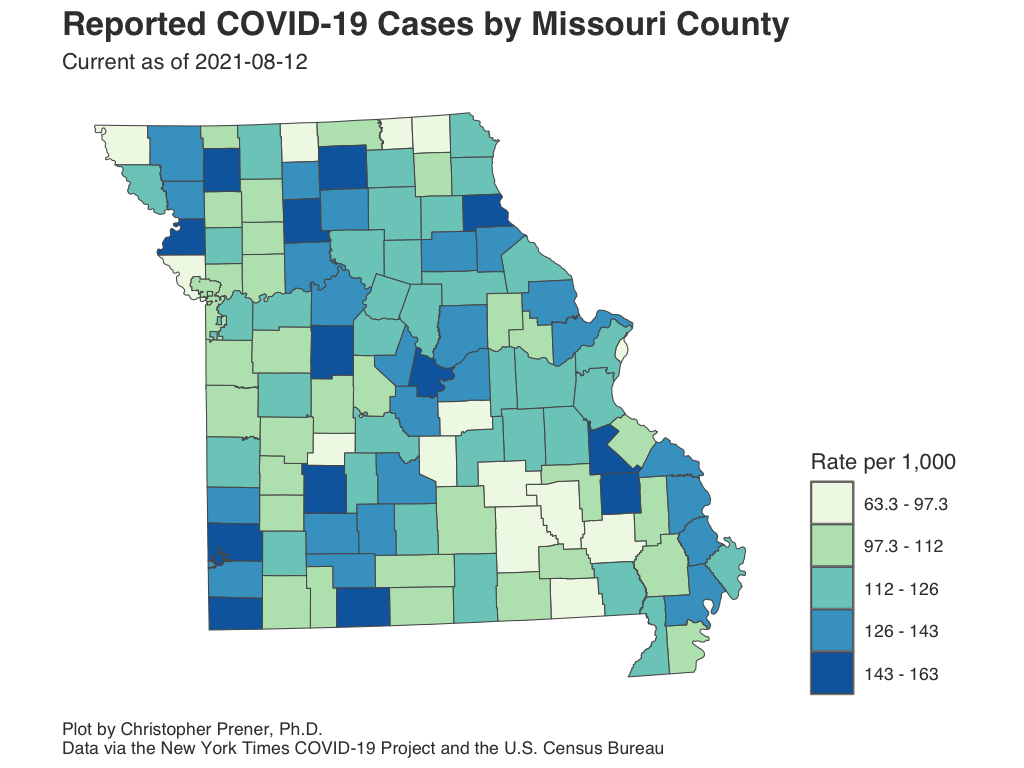 Reported COVID-19 Cases by Missouri County
Current as of 2021-08-12
Rate per 1,000
63.3 - 97.3
97.3 - 112
112 - 126
126 - 143
143 - 163
Plot by Christopher Prener, Ph.D.
Data via the New York Times COVID-19 Project and the U.S. Census Bureau